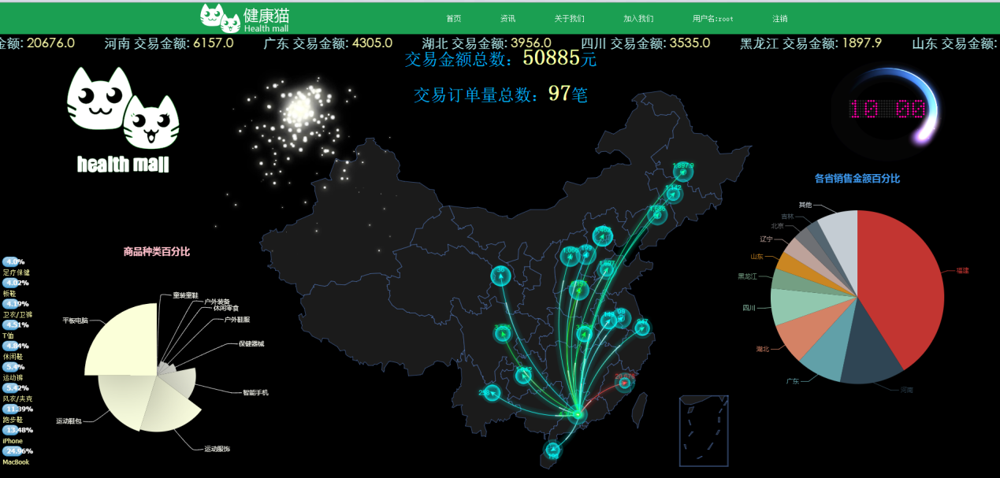 健康猫
Health mall
首页 资讯 关于我们 加入我们 用户名:root 注销
金额: 20676.0 河南 交易金额: 6157.0 广东 交易金额: 4305.0 湖北 交易金额: 3956.0 四川 交易金额: 3535.0 黑龙江 交易金额: 1897.9 山东 交易金额:
交易金额总数：50885元
交易订单量总数：97笔
health mall
10 00
各省销售金额百分比
其他
吉林
北京
辽宁
山东
黑龙江
四川
湖北
广东
河南
福建
1,897.9
1,142
198
3,535
847
198
商品种类百分比
4.0%
足疗保健
4.02%
板鞋
4.19%
卫衣/卫裤
4.51%
T恤
4.84%
休闲鞋
5.4%
运动裤
5.42%
风衣/夹克
11.39%
跑步鞋
13.48%
iPhone
24.96%
MacBook
童装童鞋
户外装备
休闲零食
户外鞋服
保健器械
智能手机
运动服饰
运动鞋包
平板电脑